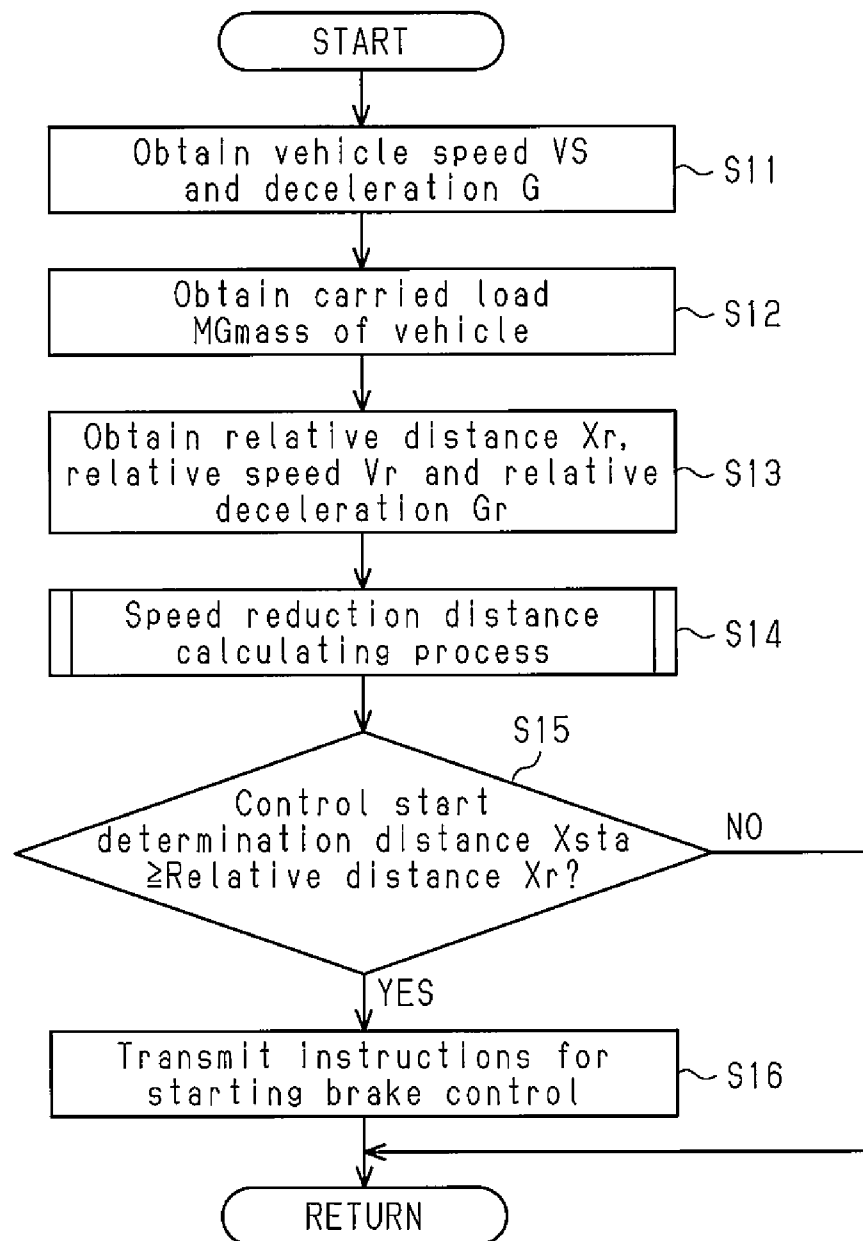 START
Obtain vehicle speed VS
and deceleration G
S11
Obtain carried load
MGmass of vehicle
S12
Obtain relative distance Xr,
relative speed Vr and relative
deceleration Gr
S13
Speed reduction distance
calculating process
S14
S15
Control start
determination distance Xsta
≧Relative distance Xr?
NO
YES
Transmit instructions for
starting brake control
S16
RETURN